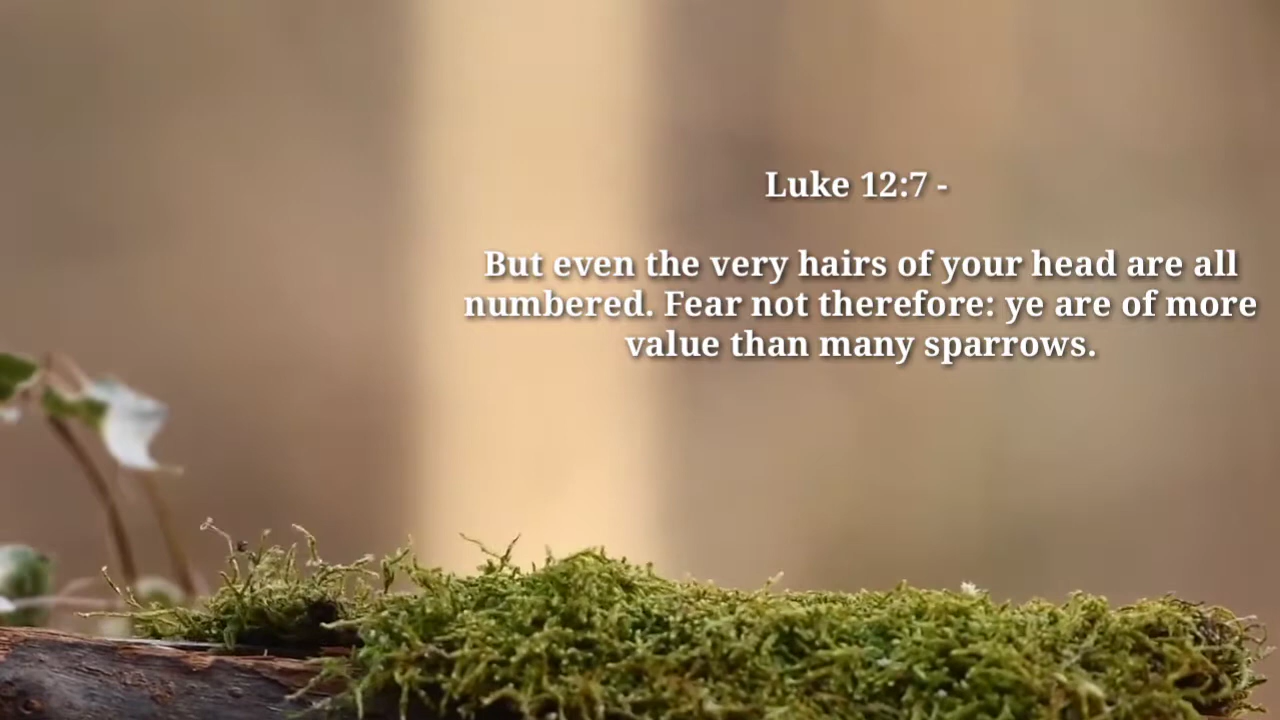 Luke 12:7 -
But even the very hairs of your head are all
numbered. Fear not therefore: ye are of more
value than many sparrows.